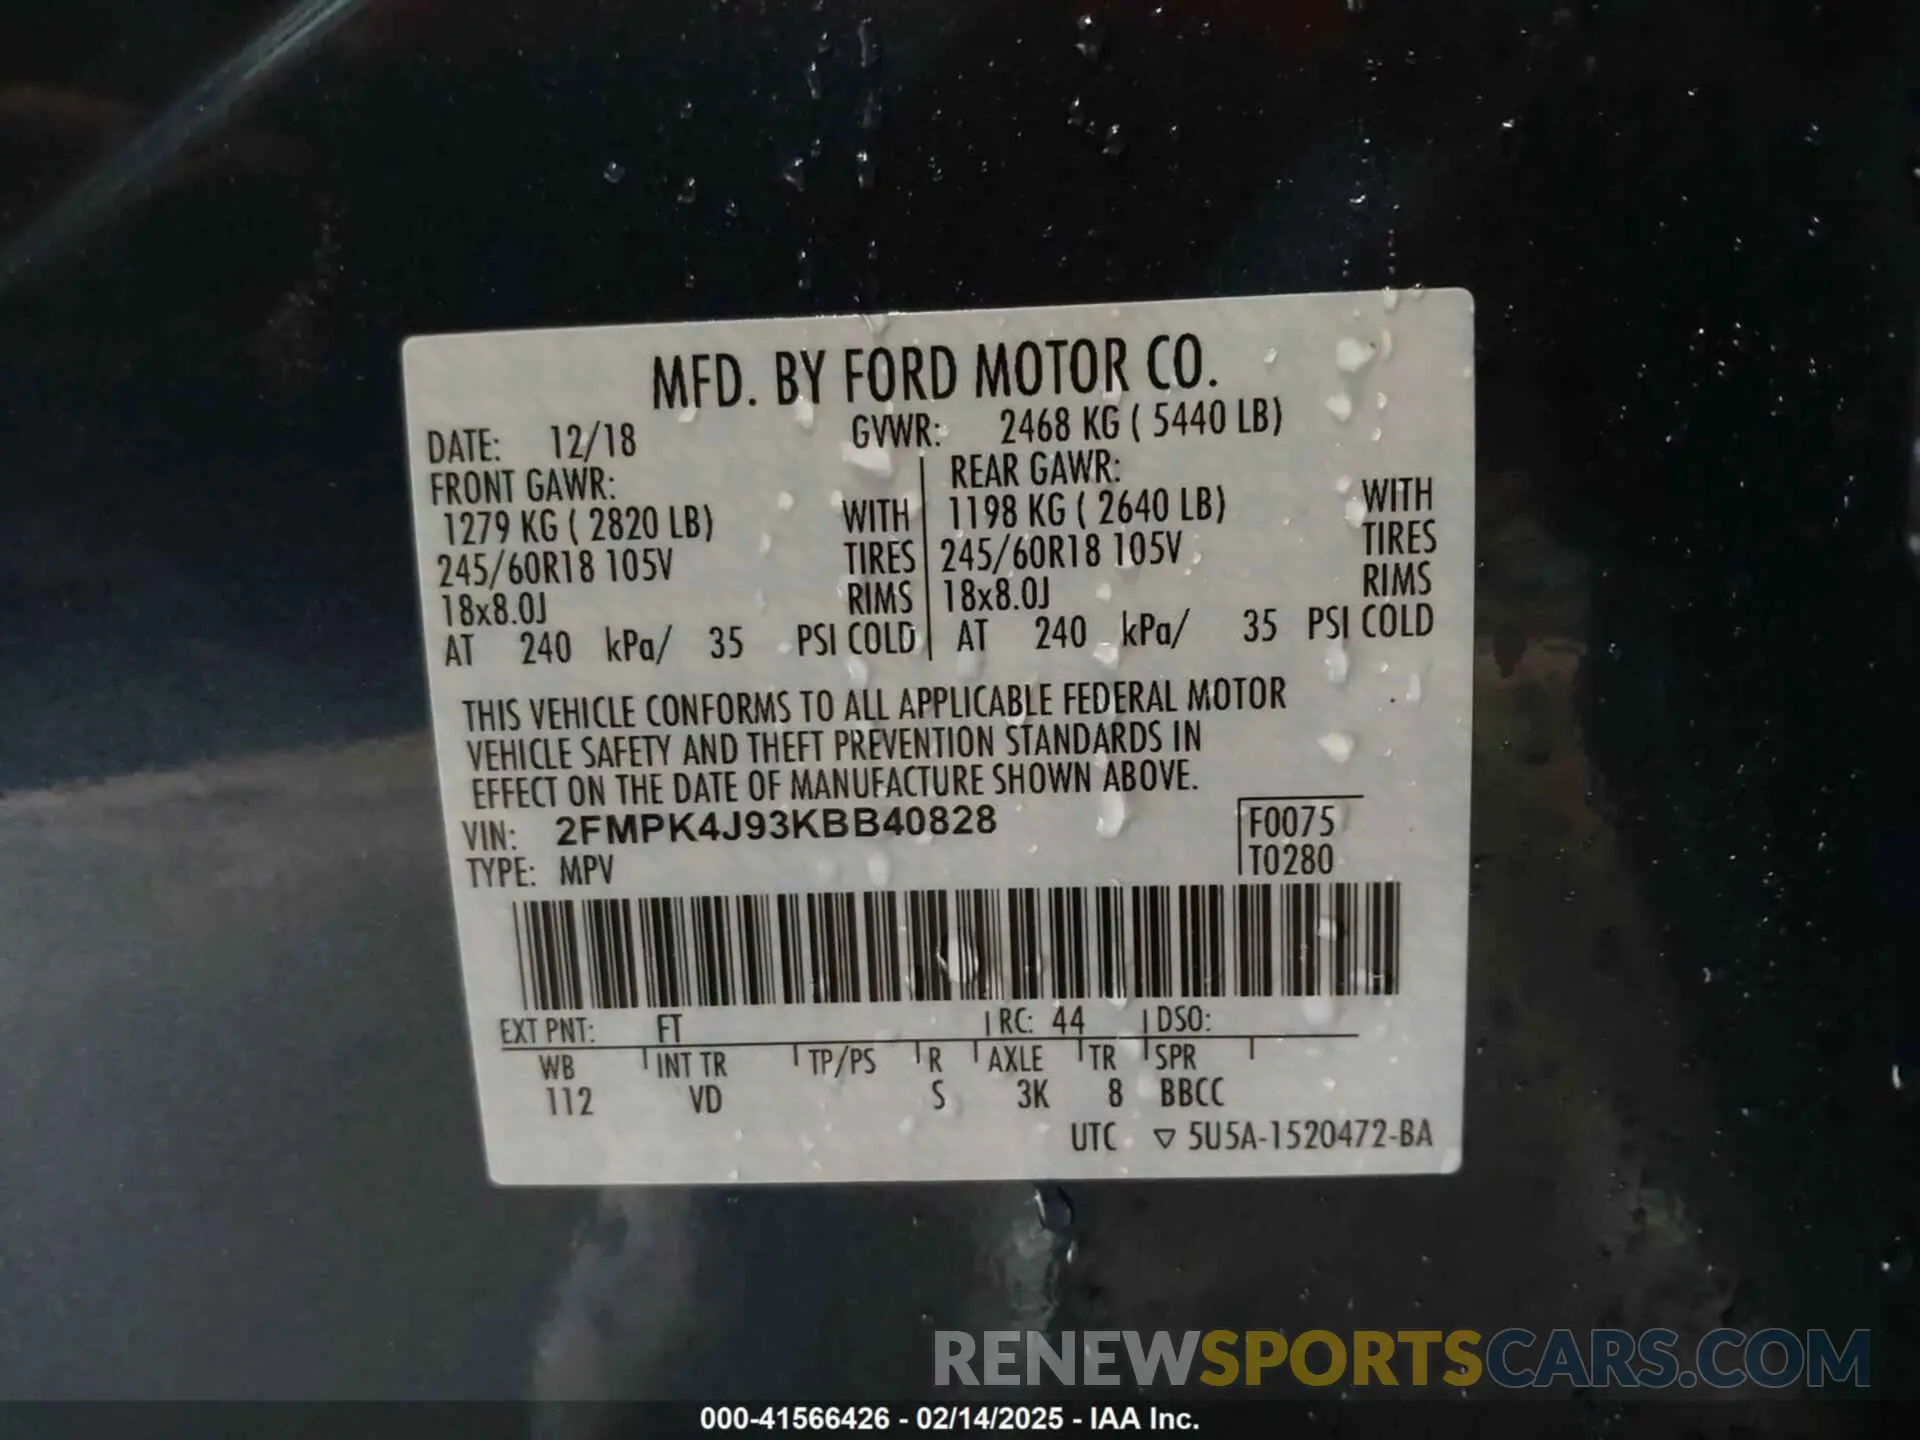 MFD. BY FORD MOTOR CO.
DATE: 12/18 GVWR: 2468 KG ( 5440 LB)
FRONT GAWR: REAR GAWR:
1279 KG ( 2820 LB) WITH 1198 KG ( 2640 LB) WITH
245/60R18 105V TIRES 245/60R18 105V TIRES
18x8.0J RIMS 18x8.0J RIMS
AT 240 kPa/ 35 PSI COLD AT 240 kPa/ 35 PSI COLD
THIS VEHICLE CONFORMS TO ALL APPLICABLE FEDERAL MOTOR
VEHICLE SAFETY AND THEFT PREVENTION STANDARDS IN
EFFECT ON THE DATE OF MANUFACTURE SHOWN ABOVE.
VIN: 2FMPK4J93KBB40828 F0075
TYPE: MPV T0280
EXT PNT: FT RC: 44 DSO:
WB INT TR TP/PS R AXLE TR SPR
112 VD S 3K 8 BBCC
UTC ▽ 5U5A-1520472-BA
RENEWSPORTSCARS.COM
000-41566426 - 02/14/2025 - IAA Inc.